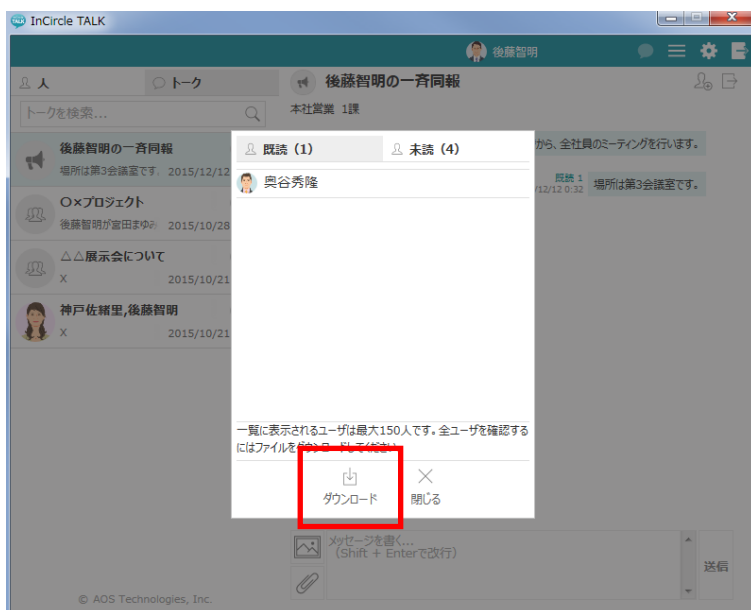 InCircle TALK
後藤智明
人
トーク
トークを検索...
後藤智明の一斉同報
場所は第3会議室です. 2015/12/12
〇×プロジェクト
後藤智明が宮田まゆみ 2015/10/28
△△展示会について
X 2015/10/21
神戸佐緒里,後藤智明
X 2015/10/21
© AOS Technologies, Inc.
後藤智明の一斉同報
本社営業 1課
から、全社員のミーティングを行います。
既読 1
/12/12 0:32
場所は第3会議室です。
既読 (1)
未読 (4)
奥谷秀隆
一覧に表示されるユーザは最大150人です。全ユーザを確認する
にはファイルをダウンロードしてください
ダウンロード
閉じる
メッセージを書く...
(Shift + Enterで改行)
送信